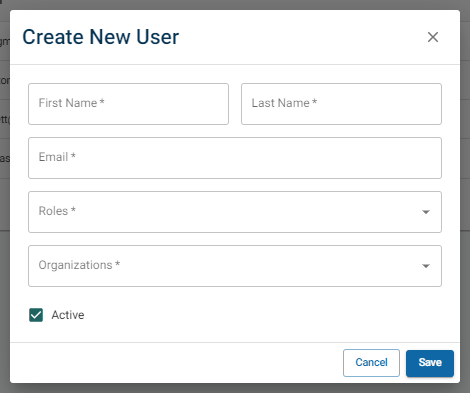 Create New User
First Name *
Last Name *
Email *
Roles *
Organizations *
Active
Cancel
Save